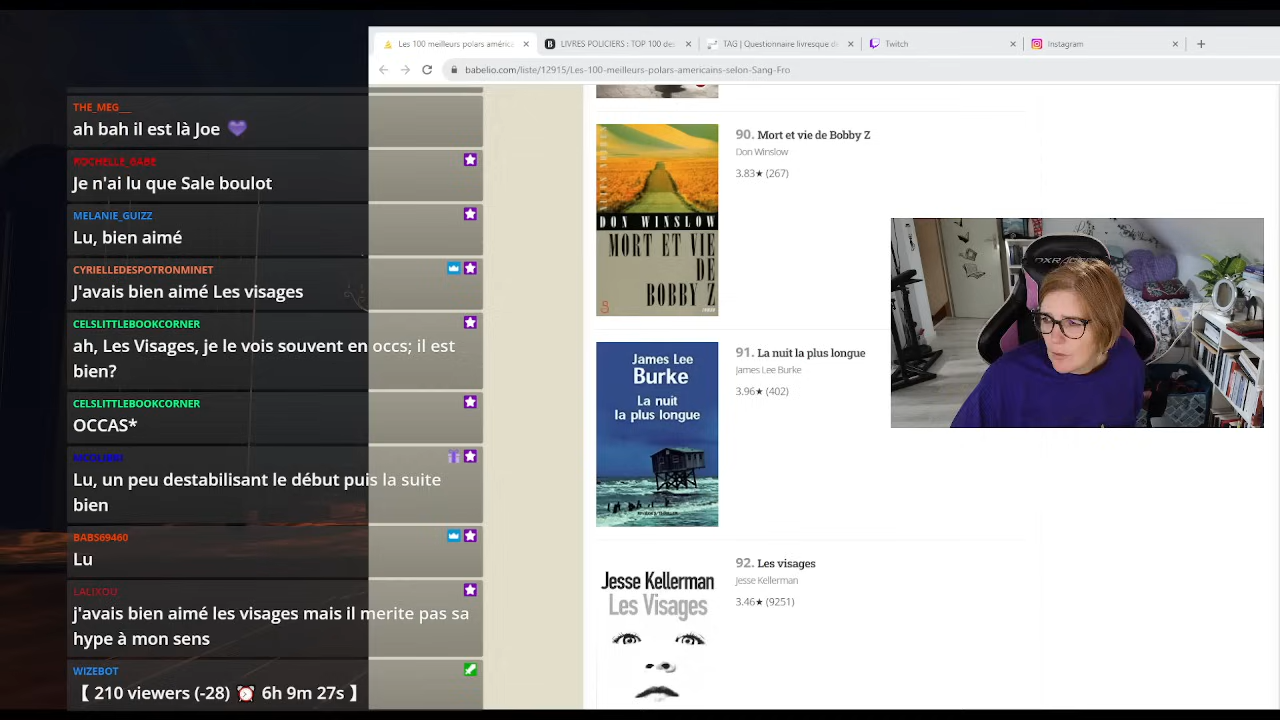 Les 100 meilleurs polars améric
LIVRES POLICIERS : TOP 100 des
TAG | Questionnaire livresque d
Twitch
Instagram
babelio.com/liste/12915/Les-100-meilleurs-polars-americains-selon-Sang-Fro
THE_MEG__
ah bah il est là Joe
ROCHELLE_GABE
Je n'ai lu que Sale boulot
MELANIE_GUIZZ
Lu, bien aimé
CYRIELLEDESPOTRONMINET
J'avais bien aimé Les visages
CELSLITTLEBOOKCORNER
ah, Les Visages, je le vois souvent en occs; il est
bien?
CELSLITTLEBOOKCORNER
OCCAS*
Lu, un peu destabilisant le début puis la suite
bien
BABS69460
Lu
LALIXOU
j'avais bien aimé les visages mais il merite pas sa
hype à mon sens
WIZEBOT
【 210 viewers (-28) ⏰ 6h 9m 27s 】
DON WINSLOW
MORT ET VIE
DE
BOBBY Z
90. Mort et vie de Bobby Z
Don Winslow
3.83★ (267)
James Lee
Burke
La nuit
la plus longue
91. La nuit la plus longue
James Lee Burke
3.96★ (402)
Jesse Kellerman
Les Visages
92. Les visages
Jesse Kellerman
3.46★ (9251)
DXRACER